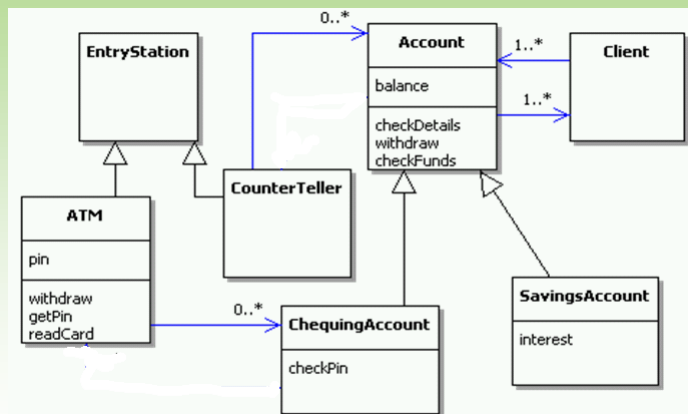 EntryStation
0..*
Account
balance
checkDetails
withdraw
checkFunds
1..*
1..*
Client
CounterTeller
ATM
pin
withdraw
getPin
readCard
0..*
ChequingAccount
checkPin
SavingsAccount
interest